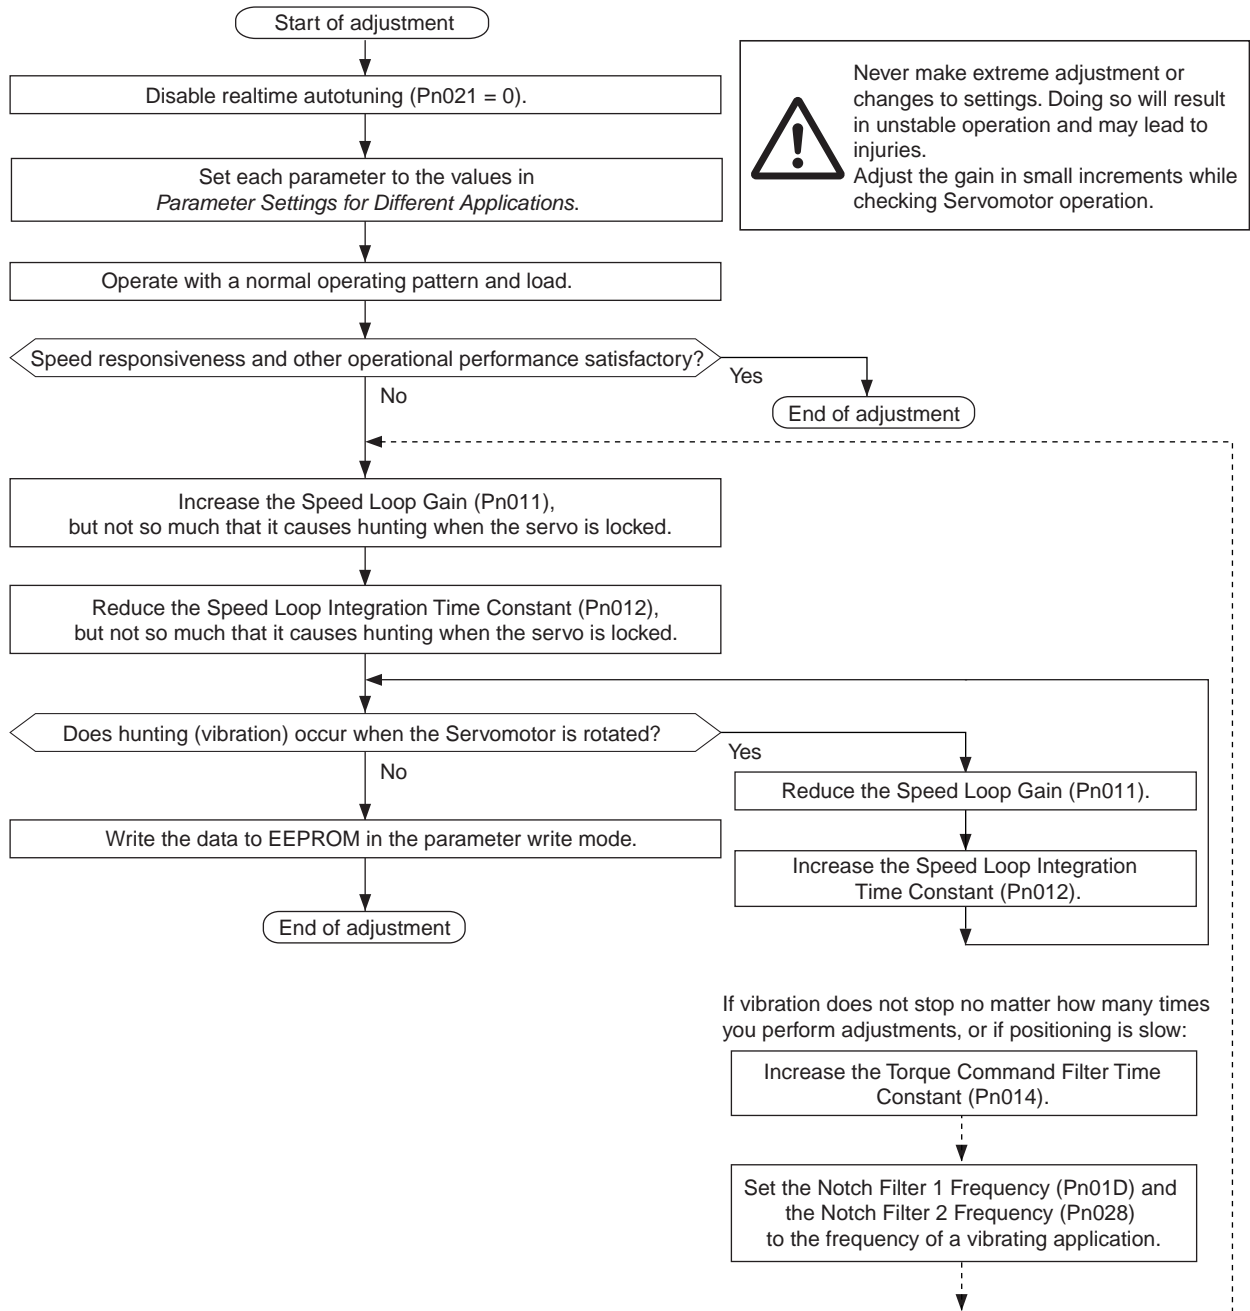 Start of adjustment
Disable realtime autotuning (Pn021 = 0).
Never make extreme adjustment or
changes to settings. Doing so will result
in unstable operation and may lead to
injuries.
Adjust the gain in small increments while
checking Servomotor operation.
Set each parameter to the values in
Parameter Settings for Different Applications.
Operate with a normal operating pattern and load.
Speed responsiveness and other operational performance satisfactory?
Yes
No
End of adjustment
Increase the Speed Loop Gain (Pn011),
but not so much that it causes hunting when the servo is locked.
Reduce the Speed Loop Integration Time Constant (Pn012),
but not so much that it causes hunting when the servo is locked.
Does hunting (vibration) occur when the Servomotor is rotated?
Yes
No
Reduce the Speed Loop Gain (Pn011).
Write the data to EEPROM in the parameter write mode.
Increase the Speed Loop Integration
Time Constant (Pn012).
End of adjustment
If vibration does not stop no matter how many times
you perform adjustments, or if positioning is slow:
Increase the Torque Command Filter Time
Constant (Pn014).
Set the Notch Filter 1 Frequency (Pn01D) and
the Notch Filter 2 Frequency (Pn028)
to the frequency of a vibrating application.